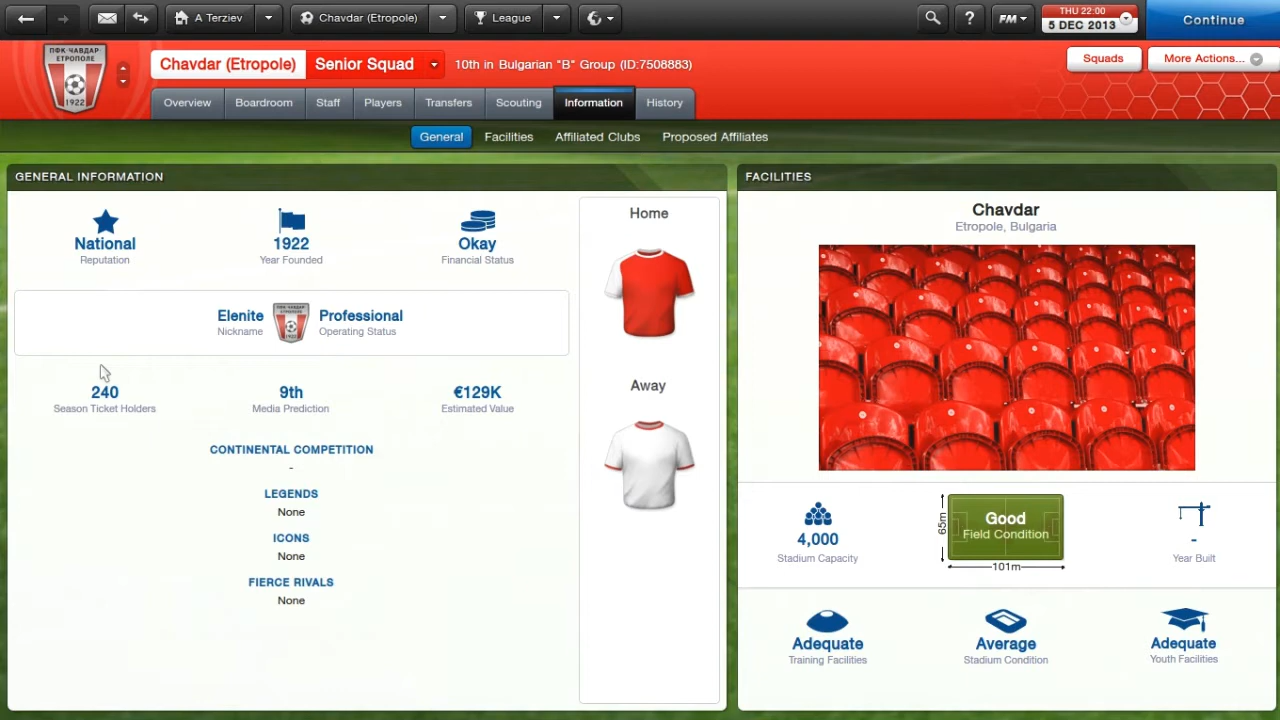 A Terziev
Chavdar (Etropole)
League
?
FM
THU 22:00
5 DEC 2013
Continue
ПФК ЧАВДАР
ЕТРОПОЛЕ
1922
Chavdar (Etropole)
Senior Squad
10th in Bulgarian "B" Group (ID:7508883)
Squads
More Actions...
Overview
Boardroom
Staff
Players
Transfers
Scouting
Information
History
General
Facilities
Affiliated Clubs
Proposed Affiliates
GENERAL INFORMATION
National
Reputation
1922
Year Founded
Okay
Financial Status
Elenite
Nickname
Professional
Operating Status
240
Season Ticket Holders
9th
Media Prediction
€129K
Estimated Value
CONTINENTAL COMPETITION
-
LEGENDS
None
ICONS
None
FIERCE RIVALS
None
Home
Away
FACILITIES
Chavdar
Etropole, Bulgaria
4,000
Stadium Capacity
65m
Good
Field Condition
101m
-
Year Built
Adequate
Training Facilities
Average
Stadium Condition
Adequate
Youth Facilities